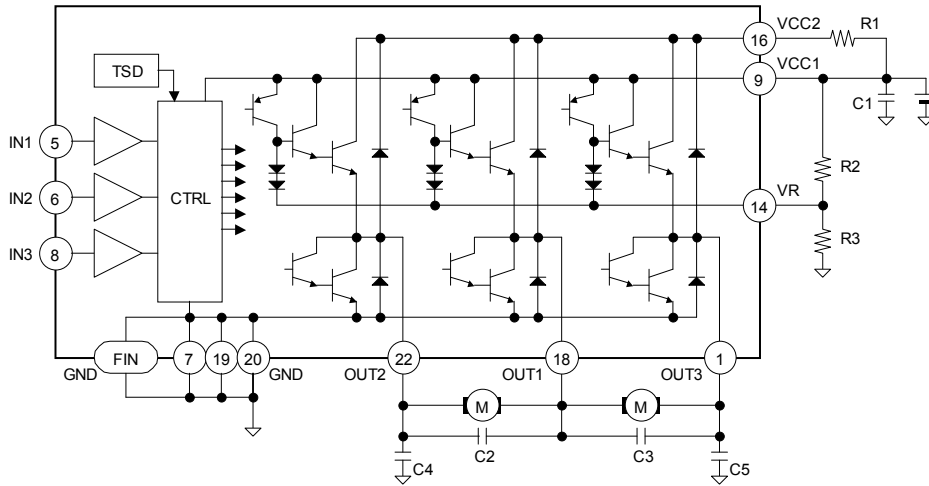 VCC2
R1
16
TSD
VCC1
9
C1
IN1
5
R2
IN2
6
CTRL
VR
14
IN3
8
R3
FIN
7
19
20
22
18
1
GND
GND
OUT2
OUT1
OUT3
M
M
C4
C2
C3
C5